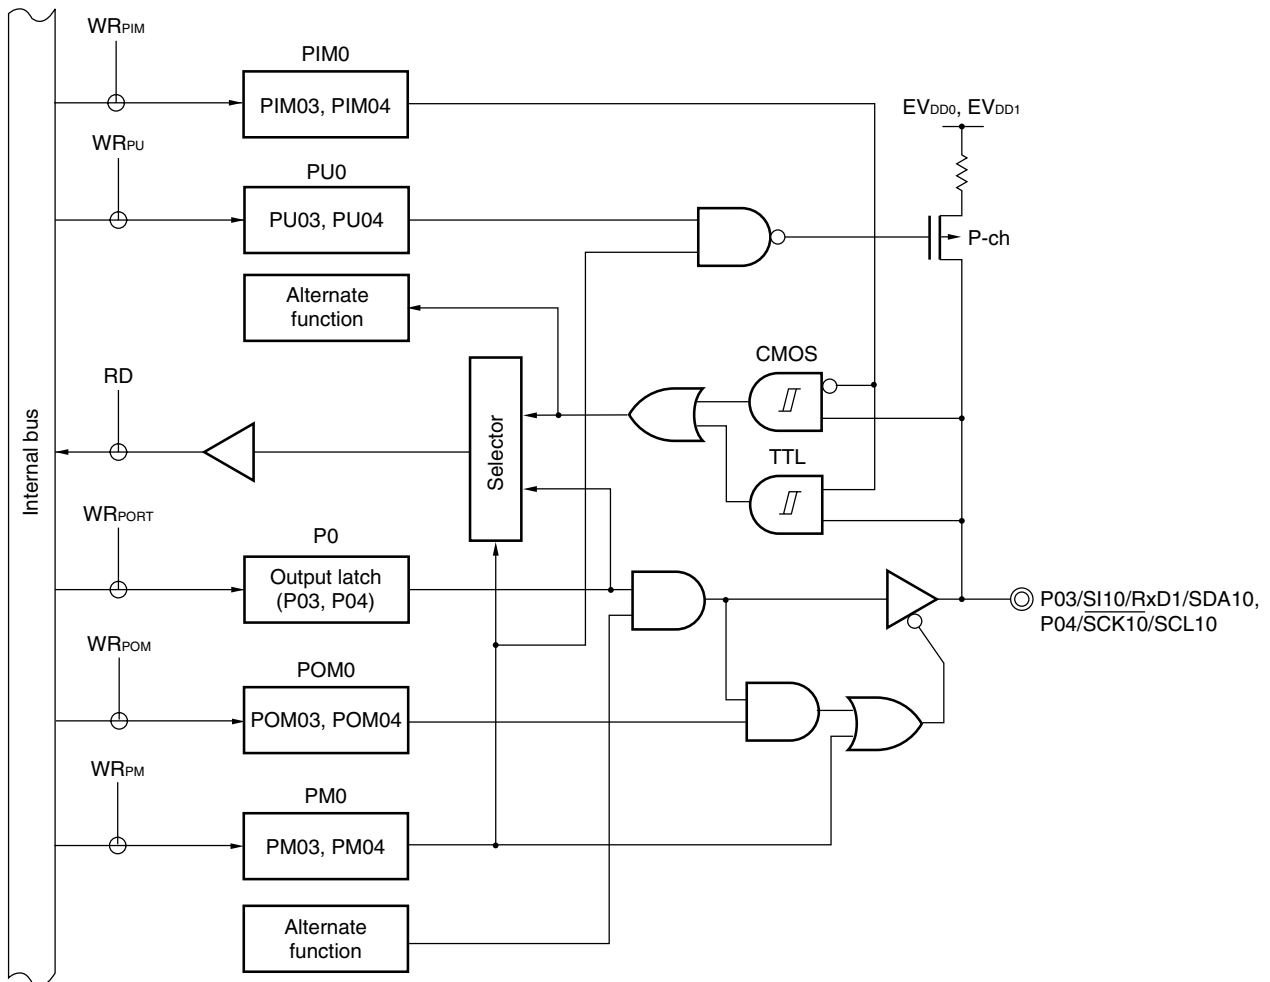 WRPIM
PIM0
PIM03, PIM04
EVDD0, EVDD1
WRPU
PU0
PU03, PU04
P-ch
Alternate
function
CMOS
RD
Selector
TTL
Internal bus
WRPORT
P0
Output latch
(P03, P04)
P03/SI10/RxD1/SDA10,
P04/SCK10/SCL10
WRPOM
POM0
POM03, POM04
WRPM
PM0
PM03, PM04
Alternate
function